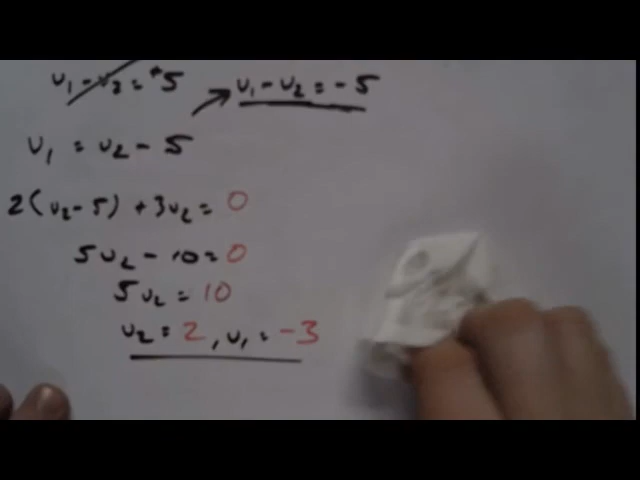 v₁ - v₂ = +5
v₁ - v₂ = -5
v₁ = v₂ - 5
2(v₂ - 5) + 3v₂ = 0
5v₂ - 10 = 0
5v₂ = 10
v₂ = 2, v₁ = -3